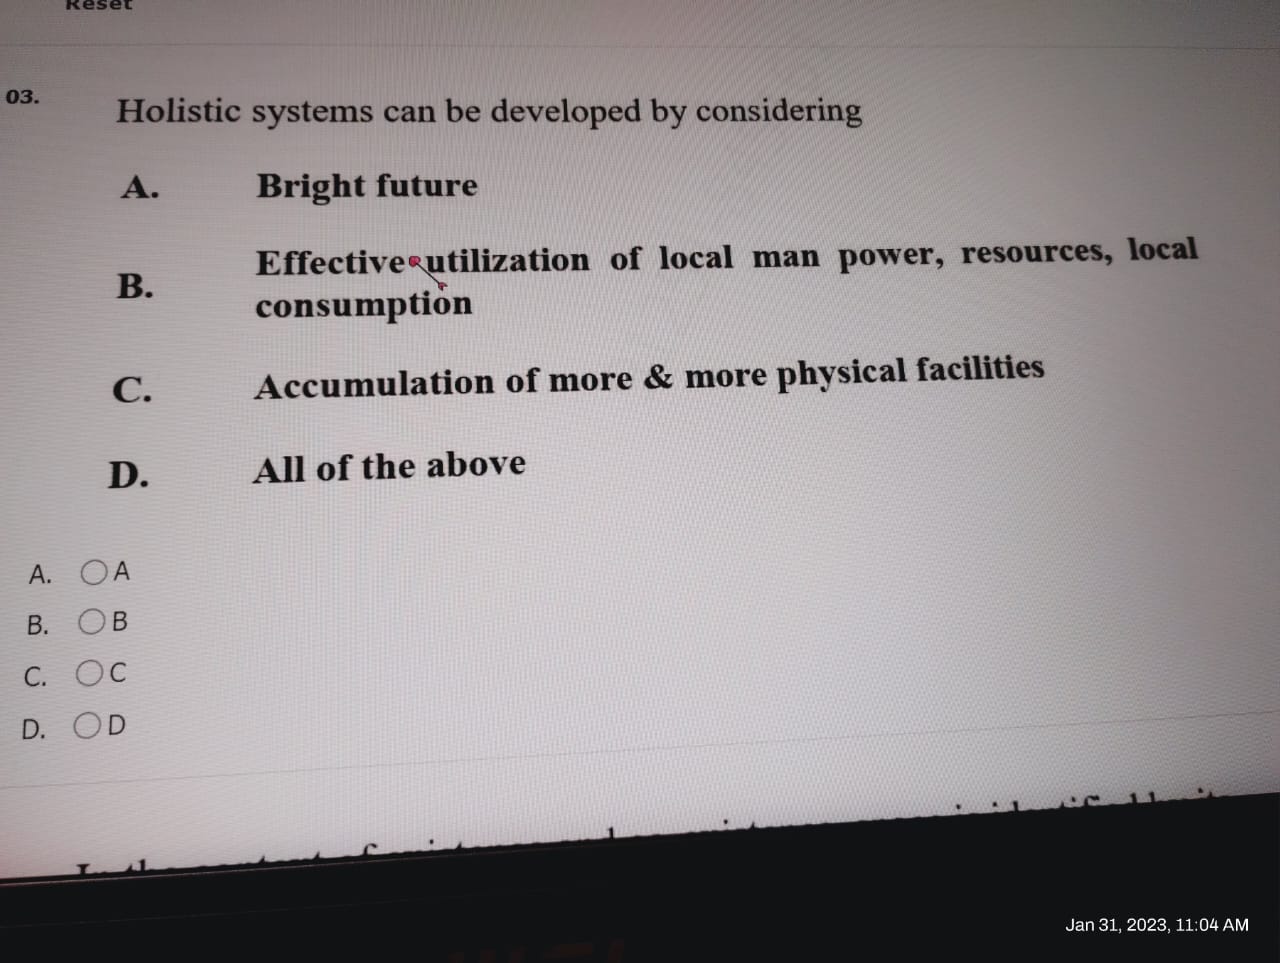 Reset
03.
Holistic systems can be developed by considering
A. Bright future
B. Effective utilization of local man power, resources, local
consumption
C. Accumulation of more & more physical facilities
D. All of the above
A. A
B. B
C. C
D. D
Jan 31, 2023, 11:04 AM